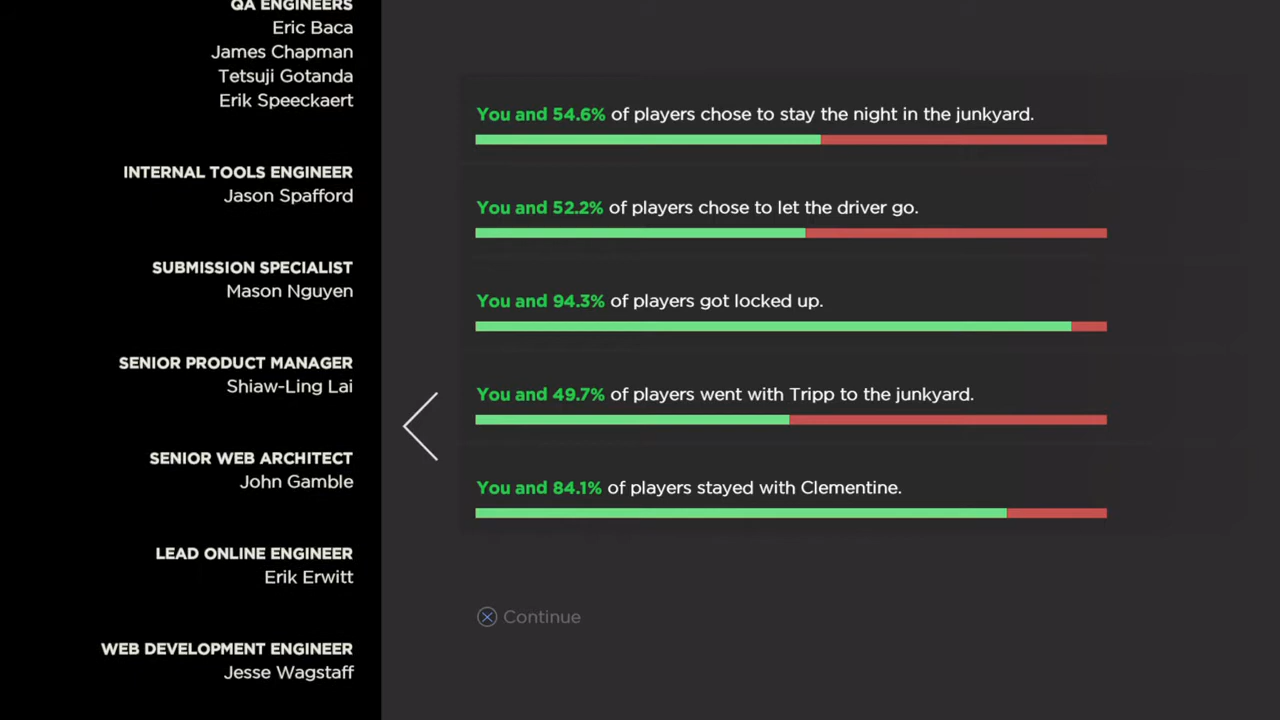 QA ENGINEERS
Eric Baca
James Chapman
Tetsuji Gotanda
Erik Speeckaert
INTERNAL TOOLS ENGINEER
Jason Spafford
SUBMISSION SPECIALIST
Mason Nguyen
SENIOR PRODUCT MANAGER
Shiaw-Ling Lai
SENIOR WEB ARCHITECT
John Gamble
LEAD ONLINE ENGINEER
Erik Erwitt
WEB DEVELOPMENT ENGINEER
Jesse Wagstaff
You and 54.6% of players chose to stay the night in the junkyard.
You and 52.2% of players chose to let the driver go.
You and 94.3% of players got locked up.
You and 49.7% of players went with Tripp to the junkyard.
You and 84.1% of players stayed with Clementine.
Continue